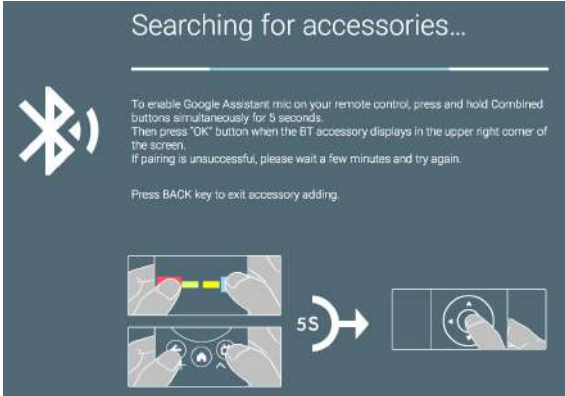 Searching for accessories...
To enable Google Assistant mic on your remote control, press and hold Combined
buttons simultaneously for 5 seconds.
Then press "OK" button when the BT accessory displays in the upper right corner of
the screen.
If pairing is unsuccessful, please wait a few minutes and try again.
Press BACK key to exit accessory adding.
5S